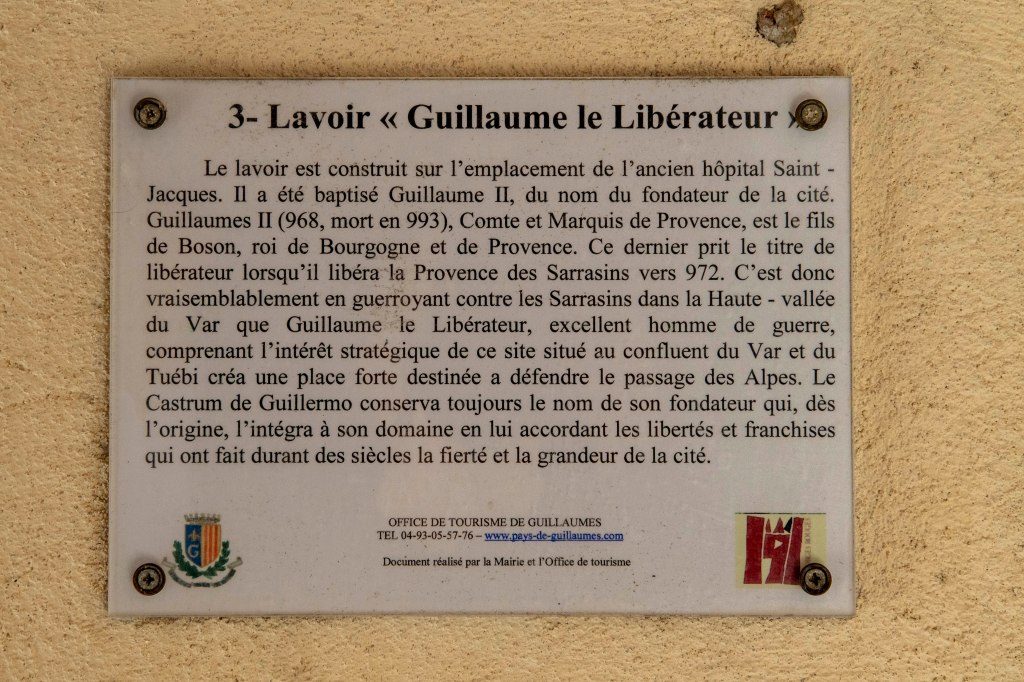 3- Lavoir « Guillaume le Libérateur »
Le lavoir est construit sur l’emplacement de l’ancien hôpital Saint -
Jacques. Il a été baptisé Guillaume II, du nom du fondateur de la cité.
Guillaumes II (968, mort en 993), Comte et Marquis de Provence, est le fils
de Boson, roi de Bourgogne et de Provence. Ce dernier prit le titre de
libérateur lorsqu’il libéra la Provence des Sarrasins vers 972. C’est donc
vraisemblablement en guerroyant contre les Sarrasins dans la Haute - vallée
du Var que Guillaume le Libérateur, excellent homme de guerre,
comprenant l’intérêt stratégique de ce site situé au confluent du Var et du
Tuébi créa une place forte destinée a défendre le passage des Alpes. Le
Castrum de Guillermo conserva toujours le nom de son fondateur qui, dès
l’origine, l’intégra à son domaine en lui accordant les libertés et franchises
qui ont fait durant des siècles la fierté et la grandeur de la cité.
G
OFFICE DE TOURISME DE GUILLAUMES
TEL 04-93-05-57-76 – www.pays-de-guillaumes.com
Document réalisé par la Mairie et l’Office de tourisme